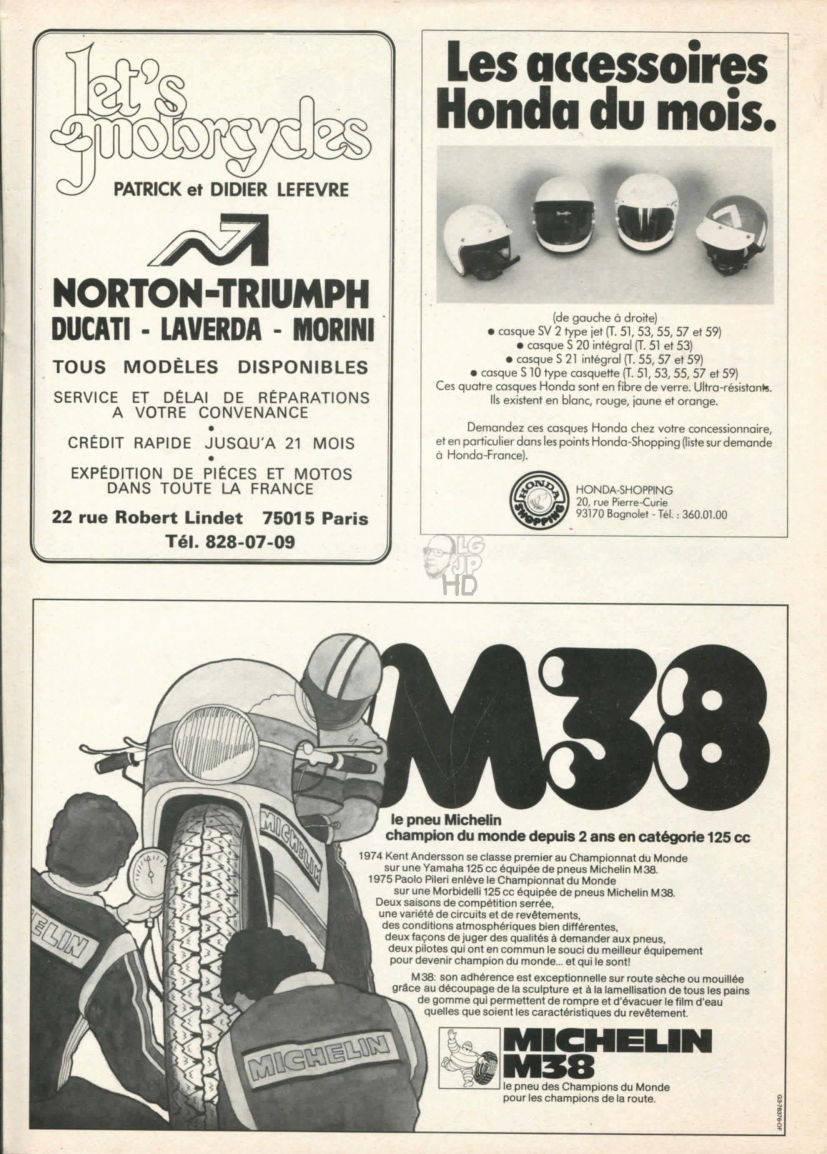 let's
motorcycles
PATRICK et DIDIER LEFEVRE
NORTON-TRIUMPH
DUCATI - LAVERDA - MORINI
TOUS MODÈLES DISPONIBLES
SERVICE ET DÉLAI DE RÉPARATIONS
A VOTRE CONVENANCE
•
CRÉDIT RAPIDE JUSQU'A 21 MOIS
•
EXPÉDITION DE PIÉCES ET MOTOS
DANS TOUTE LA FRANCE
22 rue Robert Lindet 75015 Paris
Tél. 828-07-09
Les accessoires
Honda du mois.
(de gauche à droite)
• casque SV 2 type jet (T. 51, 53, 55, 57 et 59)
• casque S 20 intégral (T. 51 et 53)
• casque S 21 intégral (T. 55, 57 et 59)
• casque S 10 type casquette (T. 51, 53, 55, 57 et 59)
Ces quatre casques Honda sont en fibre de verre. Ultra-résistants.
Ils existent en blanc, rouge, jaune et orange.
Demandez ces casques Honda chez votre concessionnaire,
et en particulier dans les points Honda-Shopping (liste sur demande
à Honda-France).
HONDA
SHOPPING
HONDA-SHOPPING
20, rue Pierre-Curie
93170 Bagnolet - Tél. : 360.01.00
LG
JP
HD
M38
le pneu Michelin
champion du monde depuis 2 ans en catégorie 125 cc
1974 Kent Andersson se classe premier au Championnat du Monde
sur une Yamaha 125 cc équipée de pneus Michelin M38.
1975 Paolo Pileri enlève le Championnat du Monde
sur une Morbidelli 125 cc équipée de pneus Michelin M38.
Deux saisons de compétition serrée,
une variété de circuits et de revêtements,
des conditions atmosphériques bien différentes,
deux façons de juger des qualités à demander aux pneus,
deux pilotes qui ont en commun le souci du meilleur équipement
pour devenir champion du monde... et qui le sont!
M38: son adhérence est exceptionnelle sur route sèche ou mouillée
grâce au découpage de la sculpture et à la lamellisation de tous les pains
de gomme qui permettent de rompre et d'évacuer le film d'eau
quelles que soient les caractéristiques du revêtement.
MICHELIN
ELIN
MICHELIN
MICHELIN
M38
le pneu des Champions du Monde
pour les champions de la route.